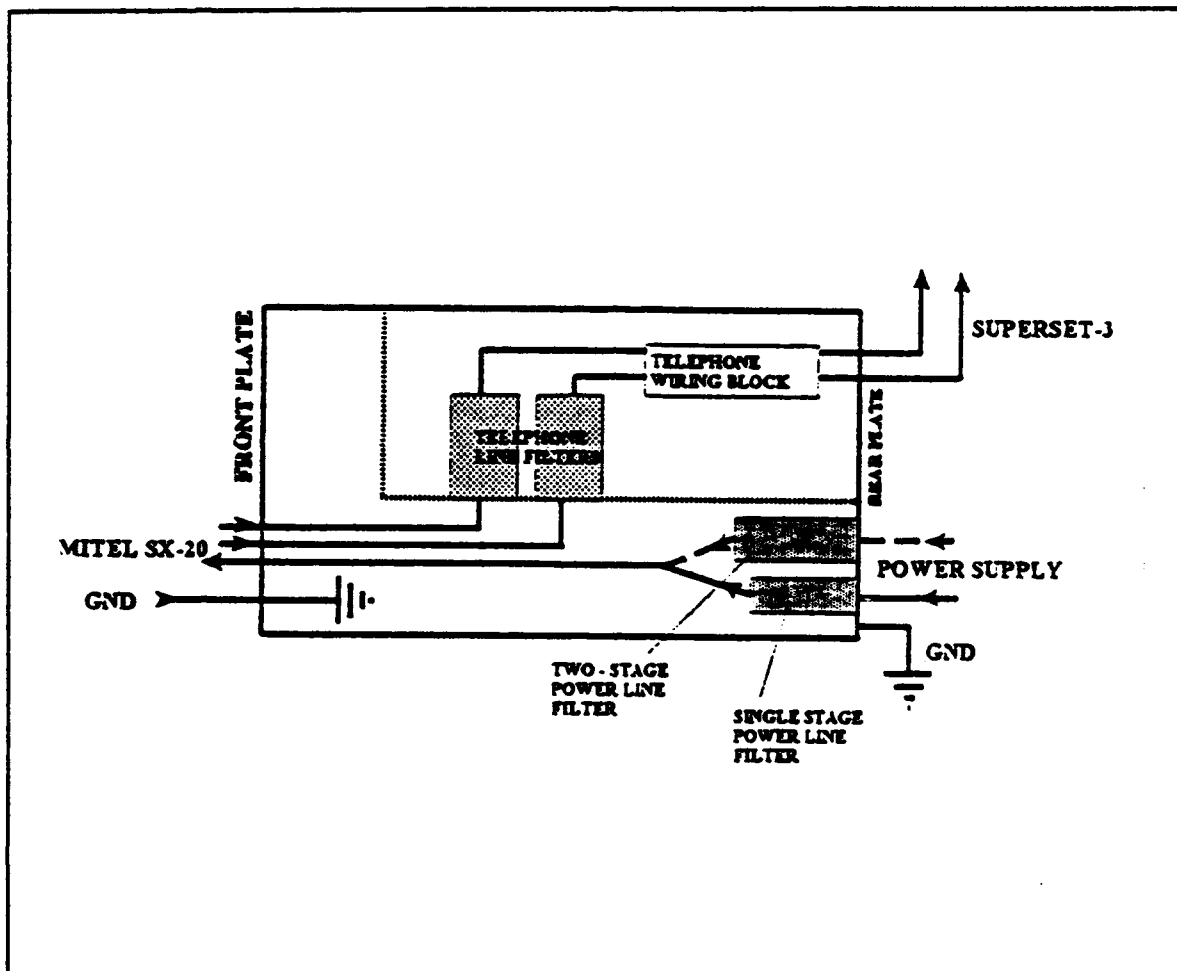 FRONT PLATE
SUPERSET-3
TELEPHONE
WIRING BLOCK
REAR PLATE
TELEPHONE
LINE FILTERS
MITEL SX-20
POWER SUPPLY
GND
GND
TWO - STAGE
POWER LINE
FILTER
SINGLE STAGE
POWER LINE
FILTER